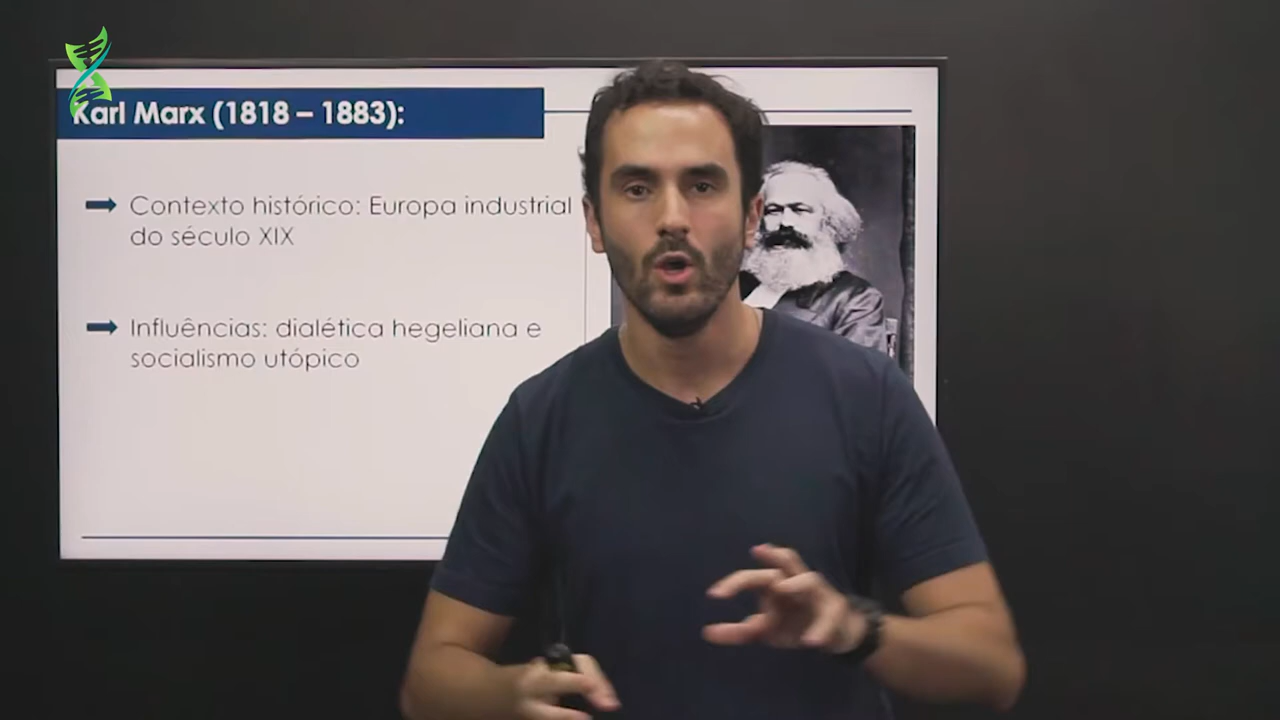 Karl Marx (1818 – 1883):
Contexto histórico: Europa industrial
do século XIX
Influências: dialética hegeliana e
socialismo utópico